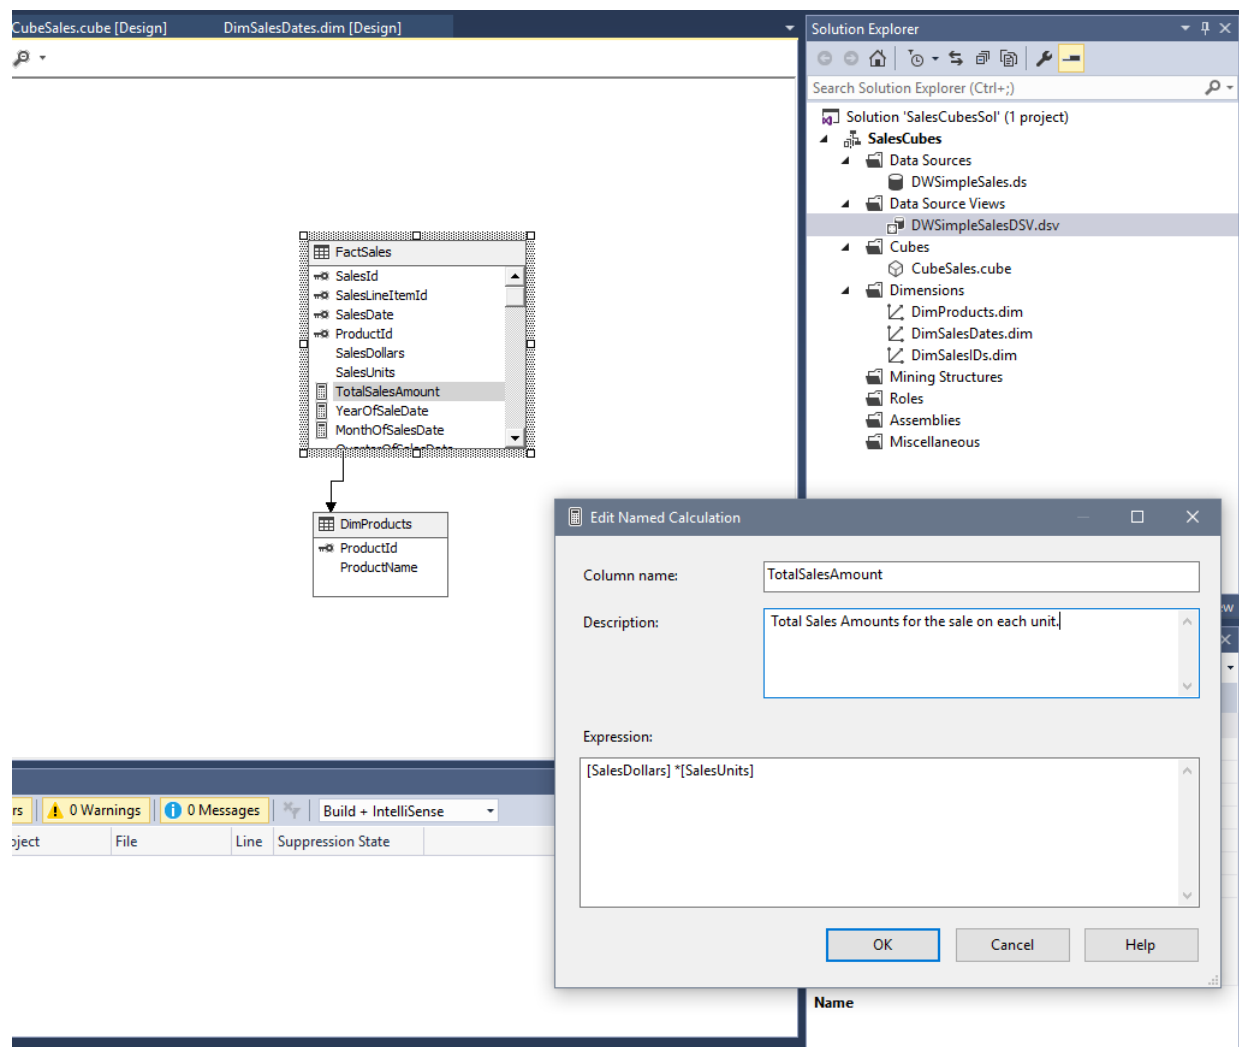 CubeSales.cube [Design]
DimSalesDates.dim [Design]
Solution Explorer
Search Solution Explorer (Ctrl+;)
Solution 'SalesCubesSol' (1 project)
SalesCubes
Data Sources
DWSimpleSales.ds
Data Source Views
DWSimpleSalesDSV.dsv
Cubes
CubeSales.cube
Dimensions
DimProducts.dim
DimSalesDates.dim
DimSalesIDs.dim
Mining Structures
Roles
Assemblies
Miscellaneous
FactSales
SalesId
SalesLineItemId
SalesDate
ProductId
SalesDollars
SalesUnits
TotalSalesAmount
YearOfSaleDate
MonthOfSalesDate
QuarterOfSalesDate
DimProducts
ProductId
ProductName
Edit Named Calculation
Column name:
TotalSalesAmount
Description:
Total Sales Amounts for the sale on each unit.
Expression:
[SalesDollars] *[SalesUnits]
OK
Cancel
Help
rs
0 Warnings
0 Messages
Build + IntelliSense
oject
File
Line
Suppression State
ew
Name